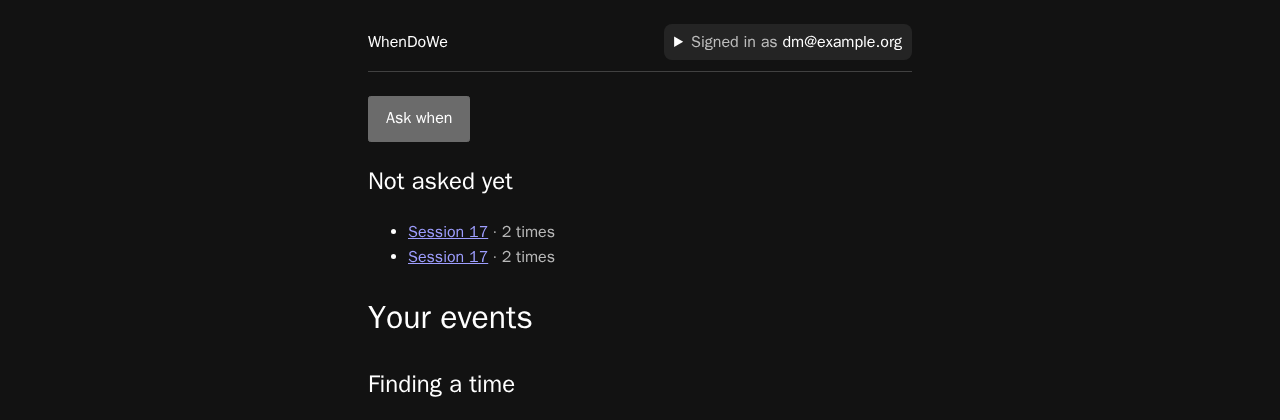 WhenDoWe
Signed in as dm@example.org
Ask when
Not asked yet
Session 17 · 2 times
Session 17 · 2 times
Your events
Finding a time